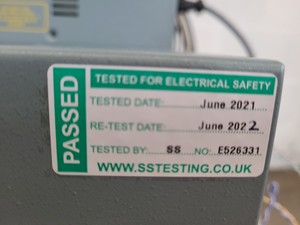 PASSED
TESTED FOR ELECTRICAL SAFETY
TESTED DATE: June 2021
RE-TEST DATE: June 2022
TESTED BY: SS NO: E526331
WWW.SSTESTING.CO.UK